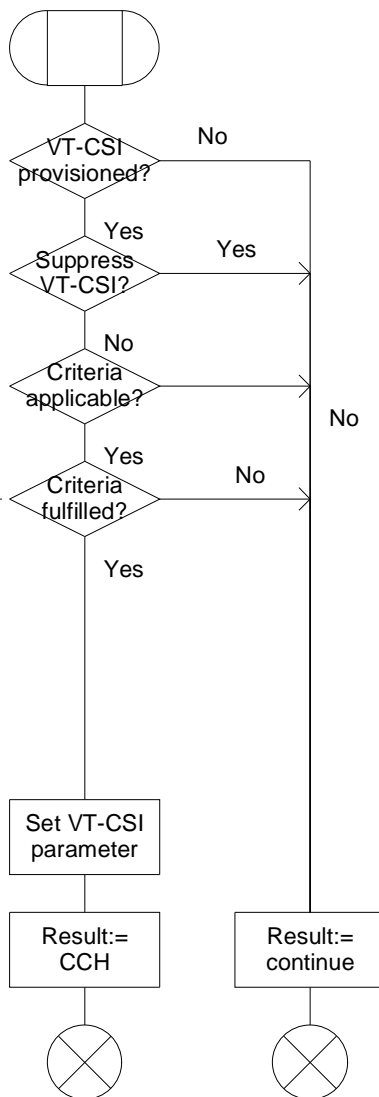 VT-CSI
provisioned?
No
Yes
Suppress
VT-CSI?
Yes
No
Criteria
applicable?
No
Yes
Criteria
fulfilled?
No
Yes
Set VT-CSI
parameter
Result:=
CCH
Result:=
continue